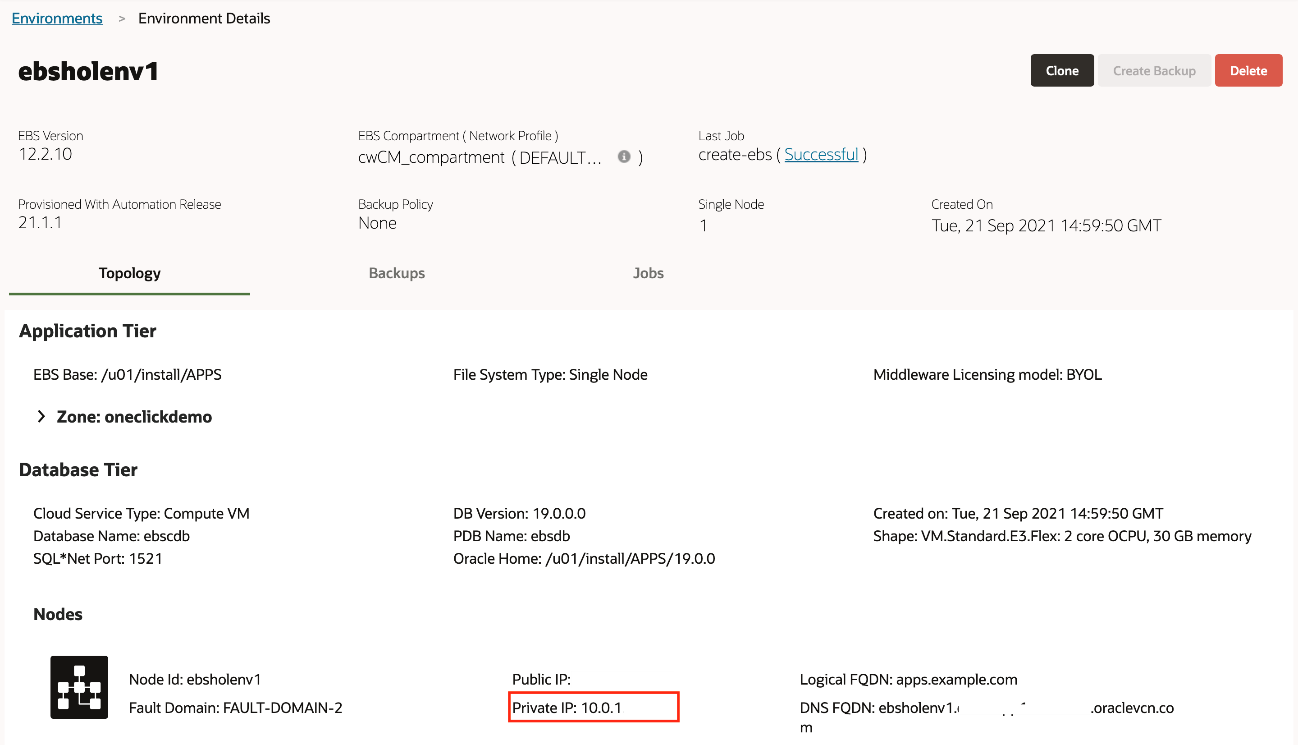 Environments > Environment Details
ebsholenv1
Clone Create Backup Delete
EBS Version EBS Compartment ( Network Profile ) Last Job
12.2.10 cwCM_compartment ( DEFAULT... i ) create-ebs ( Successful )
Provisioned With Automation Release Backup Policy Single Node Created On
21.1.1 None 1 Tue, 21 Sep 2021 14:59:50 GMT
Topology Backups Jobs
Application Tier
EBS Base: /u01/install/APPS File System Type: Single Node Middleware Licensing model: BYOL
> Zone: oneclickdemo
Database Tier
Cloud Service Type: Compute VM DB Version: 19.0.0.0 Created on: Tue, 21 Sep 2021 14:59:50 GMT
Database Name: ebscdb PDB Name: ebsdb Shape: VM.Standard.E3.Flex: 2 core OCPU, 30 GB memory
SQL*Net Port: 1521 Oracle Home: /u01/install/APPS/19.0.0
Nodes
Node Id: ebsholenv1 Public IP: Logical FQDN: apps.example.com
Fault Domain: FAULT-DOMAIN-2 Private IP: 10.0.1 DNS FQDN: ebsholenv1. .oraclevcn.co
m